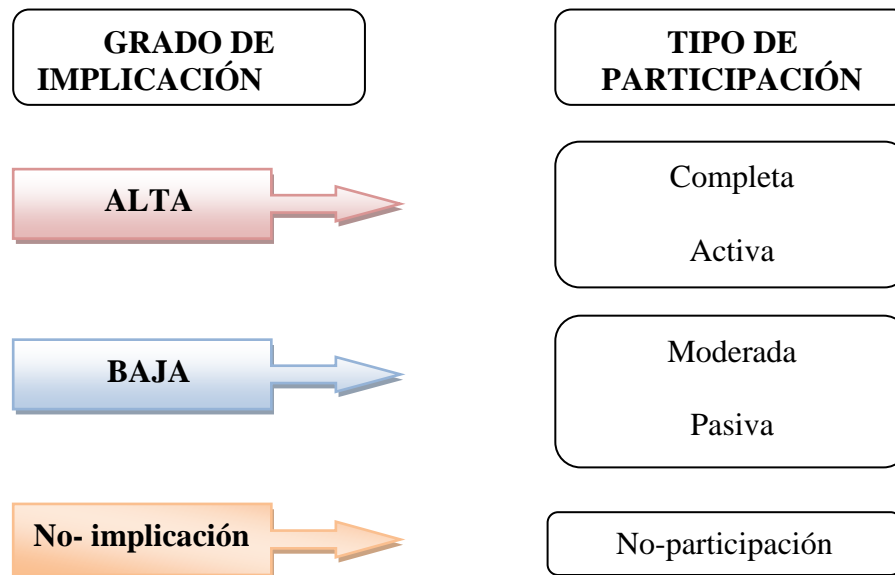 GRADO DE
IMPLICACIÓN
TIPO DE
PARTICIPACIÓN
ALTA
Completa
Activa
BAJA
Moderada
Pasiva
No- implicación
No-participación